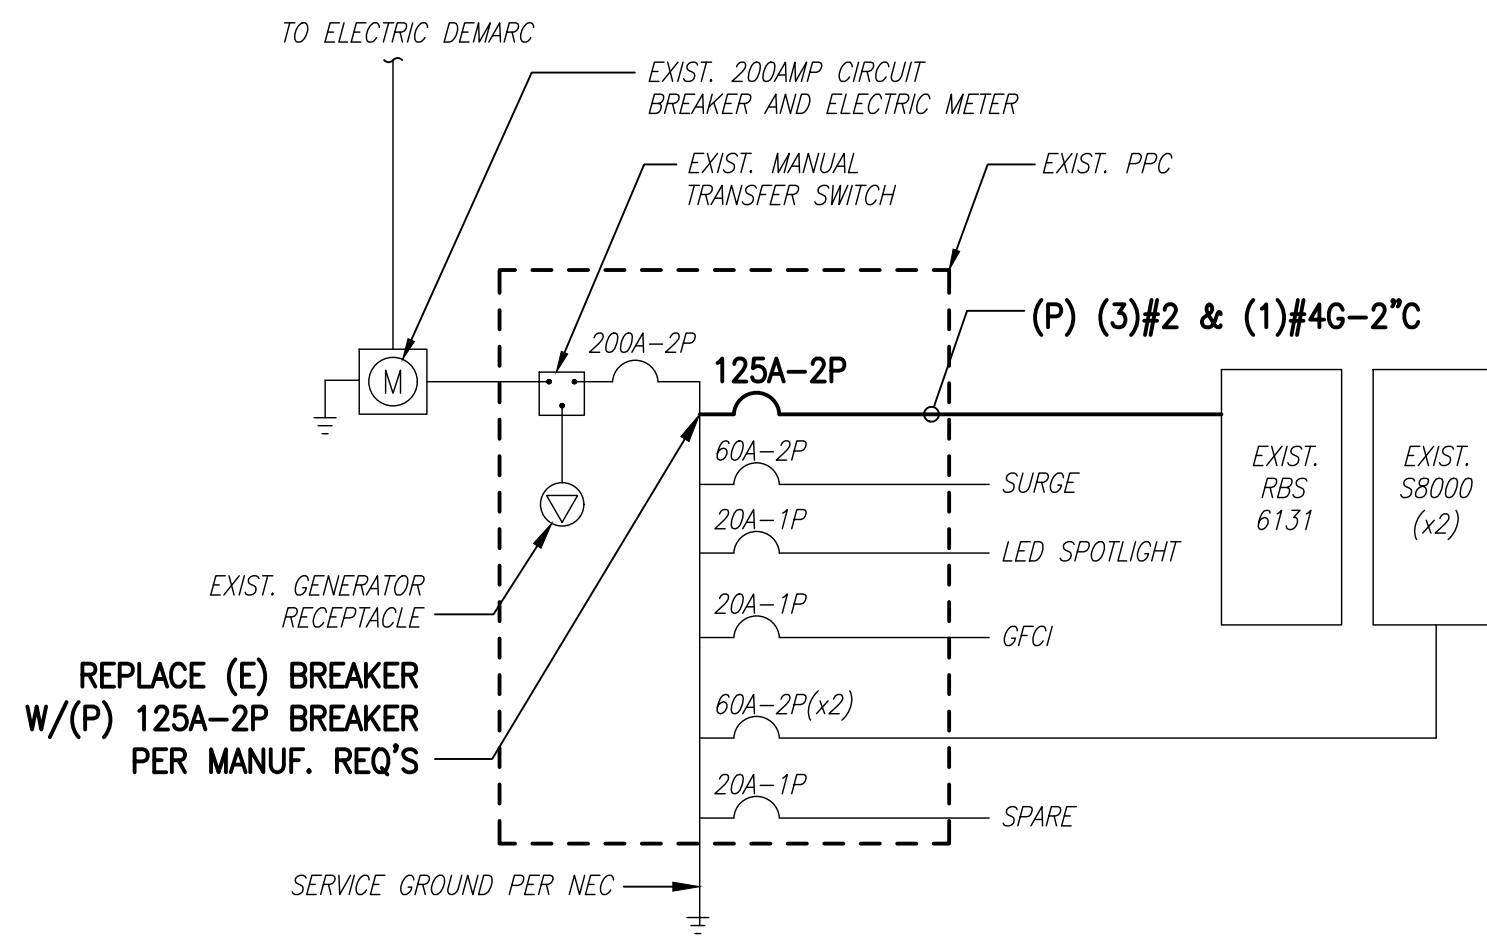 TO ELECTRIC DEMARC
EXIST. 200AMP CIRCUIT
BREAKER AND ELECTRIC METER
EXIST. MANUAL
TRANSFER SWITCH
EXIST. PPC
(P) (3)#2 & (1)#4G-2"C
200A-2P
125A-2P
M
60A-2P
SURGE
20A-1P
LED SPOTLIGHT
20A-1P
GFCI
60A-2P(x2)
20A-1P
SPARE
EXIST.
RBS
6131
EXIST.
S8000
(x2)
EXIST. GENERATOR
RECEPTACLE
REPLACE (E) BREAKER
W/(P) 125A-2P BREAKER
PER MANUF. REQ'S
SERVICE GROUND PER NEC